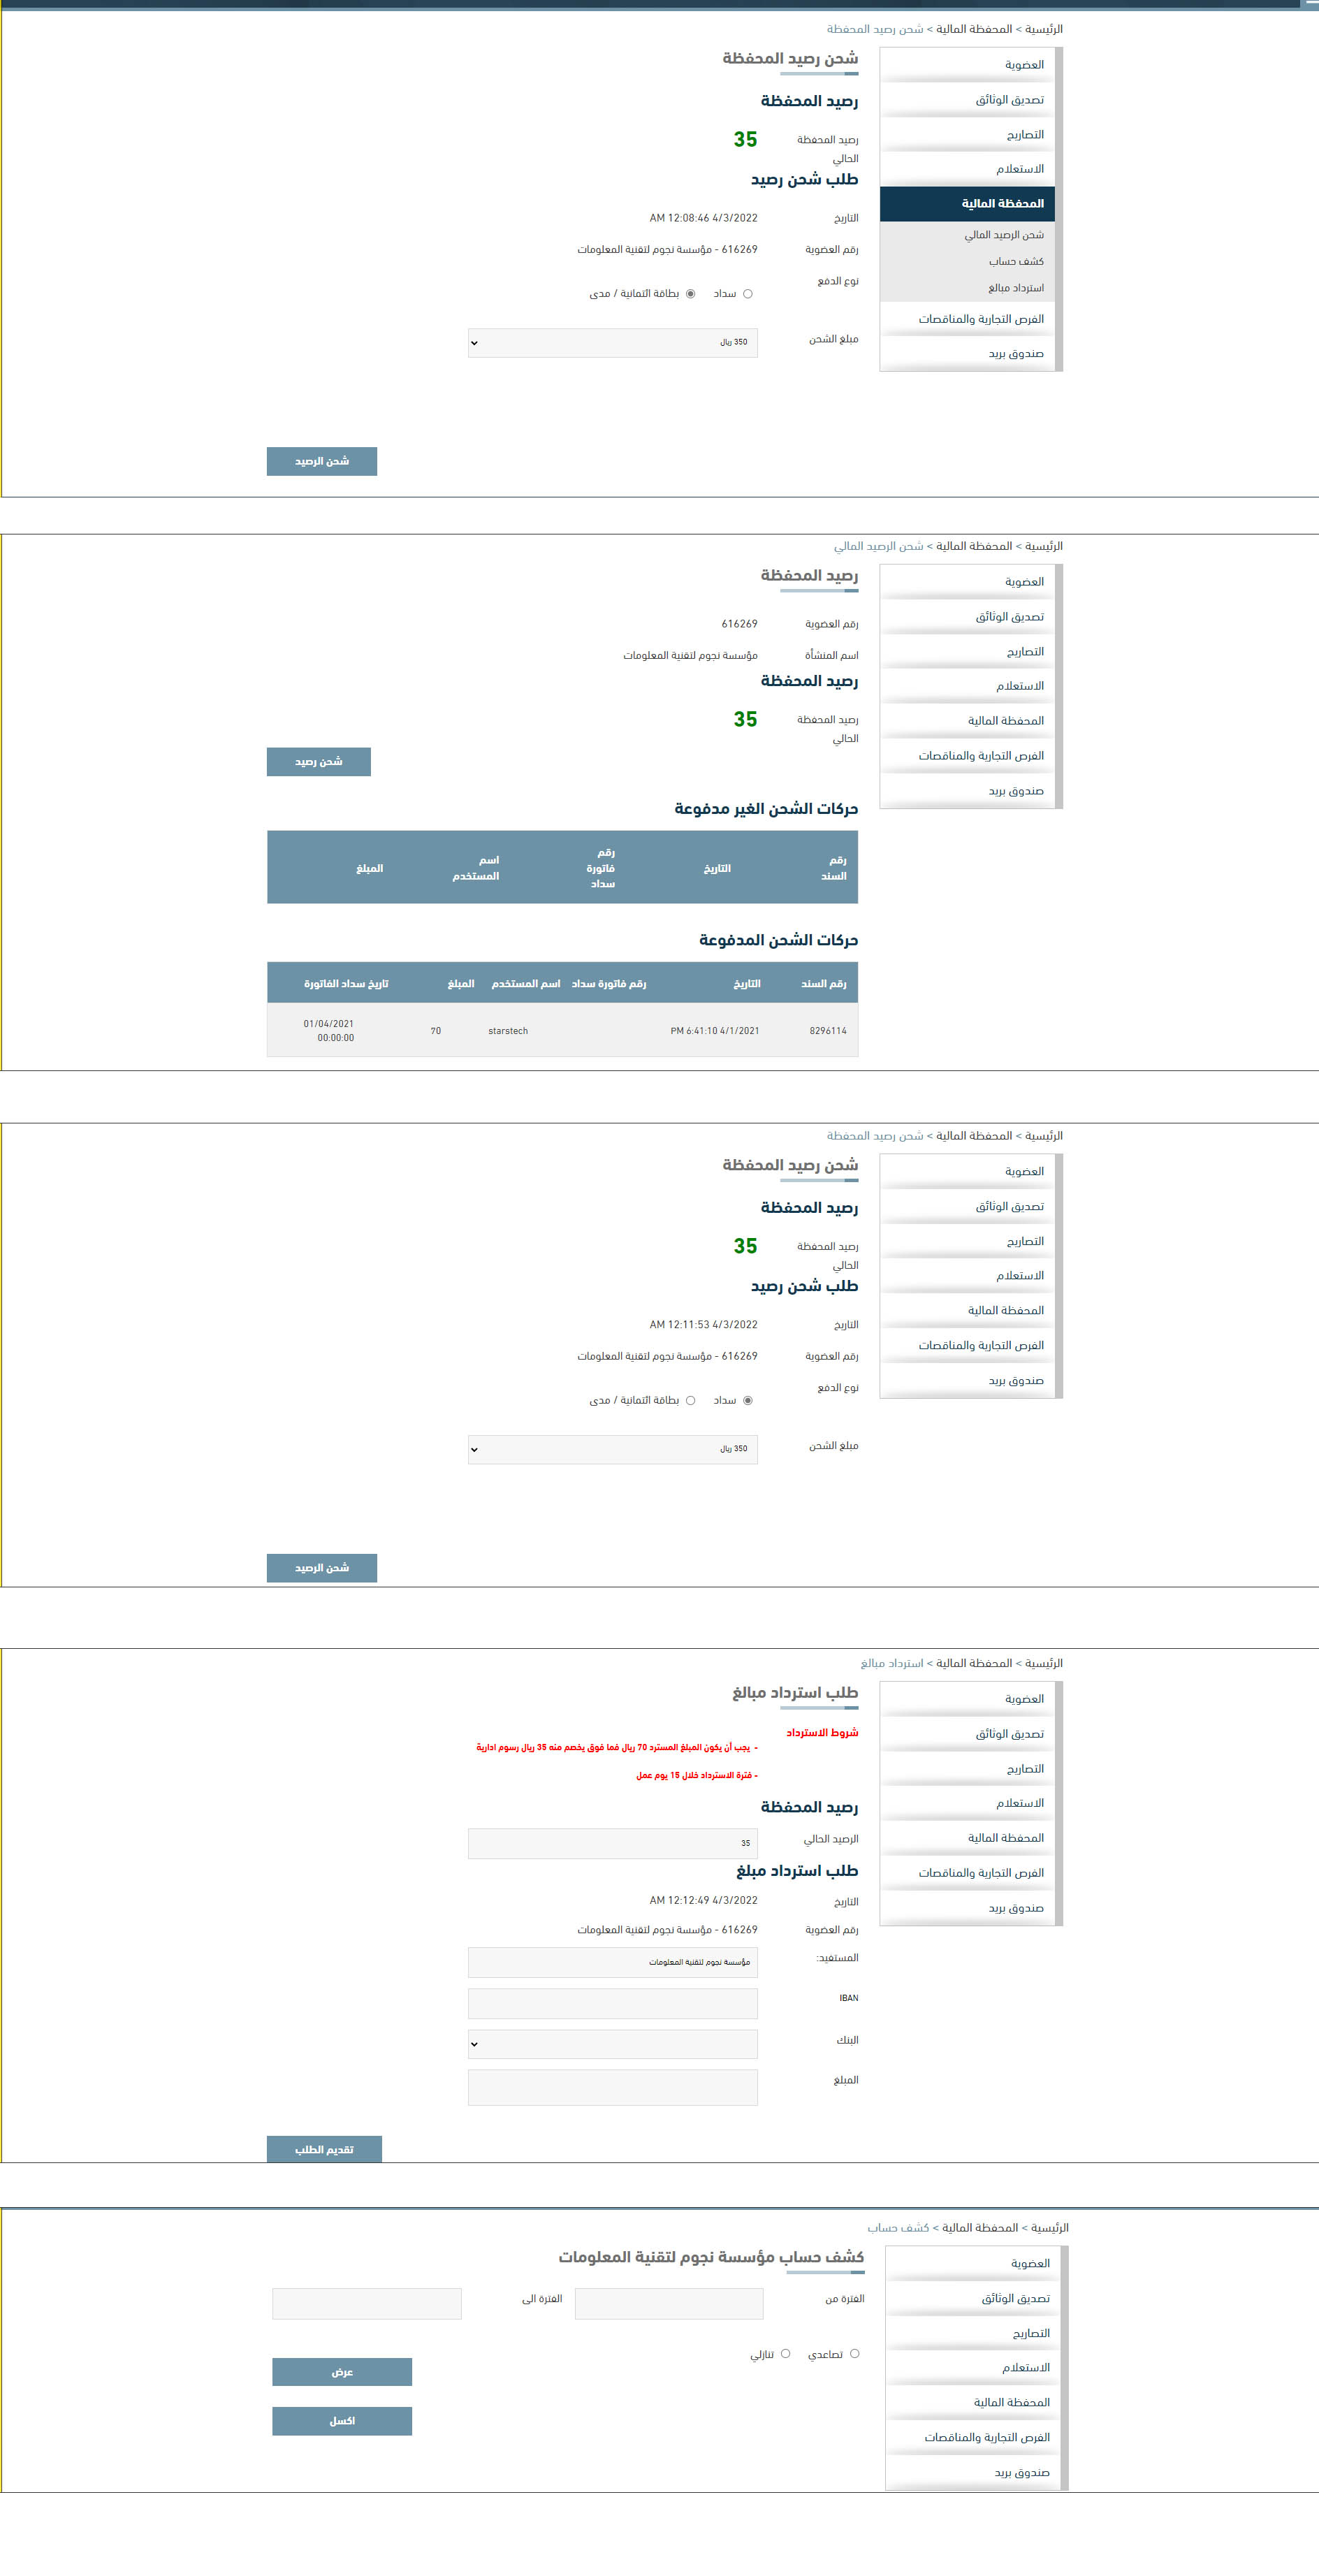 الرئيسية > المحفظة المالية > شحن رصيد المحفظة
العضوية
تصديق الوثائق
التصاريح
الاستعلام
المحفظة المالية
شحن الرصيد المالي
كشف حساب
استرداد مبالغ
الفرص التجارية والمناقصات
صندوق بريد
شحن رصيد المحفظة
رصيد المحفظة
رصيد المحفظة الحالي 35
طلب شحن رصيد
التاريخ 4/3/2022 12:08:46 AM
رقم العضوية 616269 - مؤسسة نجوم لتقنية المعلومات
نوع الدفع
سداد بطاقة ائتمانية / مدى
مبلغ الشحن 350 ريال
شحن الرصيد
الرئيسية > المحفظة المالية > شحن الرصيد المالي
العضوية
تصديق الوثائق
التصاريح
الاستعلام
المحفظة المالية
الفرص التجارية والمناقصات
صندوق بريد
رصيد المحفظة
رقم العضوية 616269
اسم المنشأة مؤسسة نجوم لتقنية المعلومات
رصيد المحفظة
رصيد المحفظة الحالي 35
شحن رصيد
حركات الشحن الغير مدفوعة
رقم السند التاريخ رقم فاتورة سداد اسم المستخدم المبلغ
حركات الشحن المدفوعة
رقم السند التاريخ رقم فاتورة سداد اسم المستخدم المبلغ تاريخ سداد الفاتورة
8296114 4/1/2021 6:41:10 PM starstech 70 01/04/2021 00:00:00
الرئيسية > المحفظة المالية > شحن رصيد المحفظة
العضوية
تصديق الوثائق
التصاريح
الاستعلام
المحفظة المالية
الفرص التجارية والمناقصات
صندوق بريد
شحن رصيد المحفظة
رصيد المحفظة
رصيد المحفظة الحالي 35
طلب شحن رصيد
التاريخ 4/3/2022 12:11:53 AM
رقم العضوية 616269 - مؤسسة نجوم لتقنية المعلومات
نوع الدفع
سداد بطاقة ائتمانية / مدى
مبلغ الشحن 350 ريال
شحن الرصيد
الرئيسية > المحفظة المالية > استرداد مبالغ
العضوية
تصديق الوثائق
التصاريح
الاستعلام
المحفظة المالية
الفرص التجارية والمناقصات
صندوق بريد
طلب استرداد مبالغ
شروط الاسترداد
- يجب أن يكون المبلغ المسترد 70 ريال فما فوق يخصم منه 35 ريال رسوم ادارية
- فترة الاسترداد خلال 15 يوم عمل
رصيد المحفظة
الرصيد الحالي 35
طلب استرداد مبلغ
التاريخ 4/3/2022 12:12:49 AM
رقم العضوية 616269 - مؤسسة نجوم لتقنية المعلومات
المستفيد: مؤسسة نجوم لتقنية المعلومات
IBAN
البنك
المبلغ
تقديم الطلب
الرئيسية > المحفظة المالية > كشف حساب
العضوية
تصديق الوثائق
التصاريح
الاستعلام
المحفظة المالية
الفرص التجارية والمناقصات
صندوق بريد
كشف حساب مؤسسة نجوم لتقنية المعلومات
الفترة من الفترة الى
تصاعدي تنازلي
عرض
اكسل